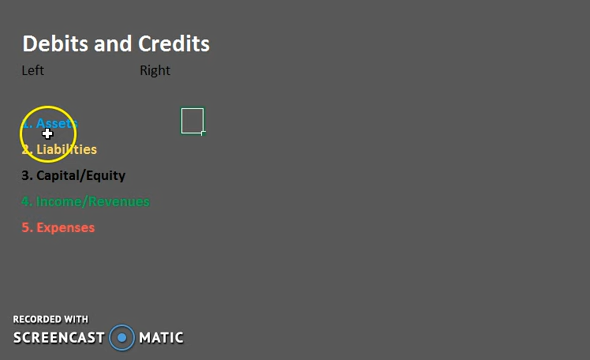 Debits and Credits
Left Right
1. Assets
2. Liabilities
3. Capital/Equity
4. Income/Revenues
5. Expenses
RECORDED WITH
SCREENCAST MATIC